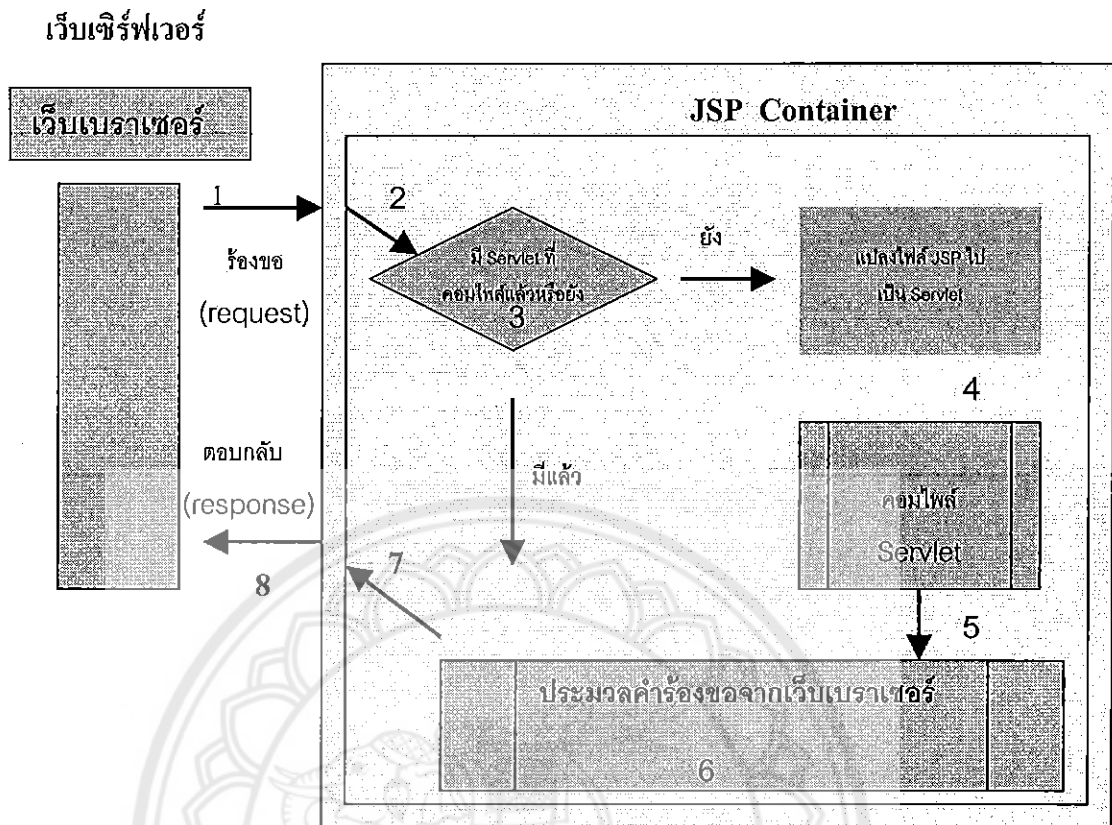 เว็บเซิร์ฟเวอร์
เว็บเบราเซอร์
JSP Container
1
2
ร้องขอ
(request)
มี Servlet ที่
คอมไพล์แล้วหรือยัง
3
ยัง
แปลงไฟล์ JSP ไป
เป็น Servlet
4
ตอบกลับ
(response)
8
มีแล้ว
7
คอมไพล์
Servlet
5
ประมวลคำร้องขอจากเว็บเบราเซอร์
6